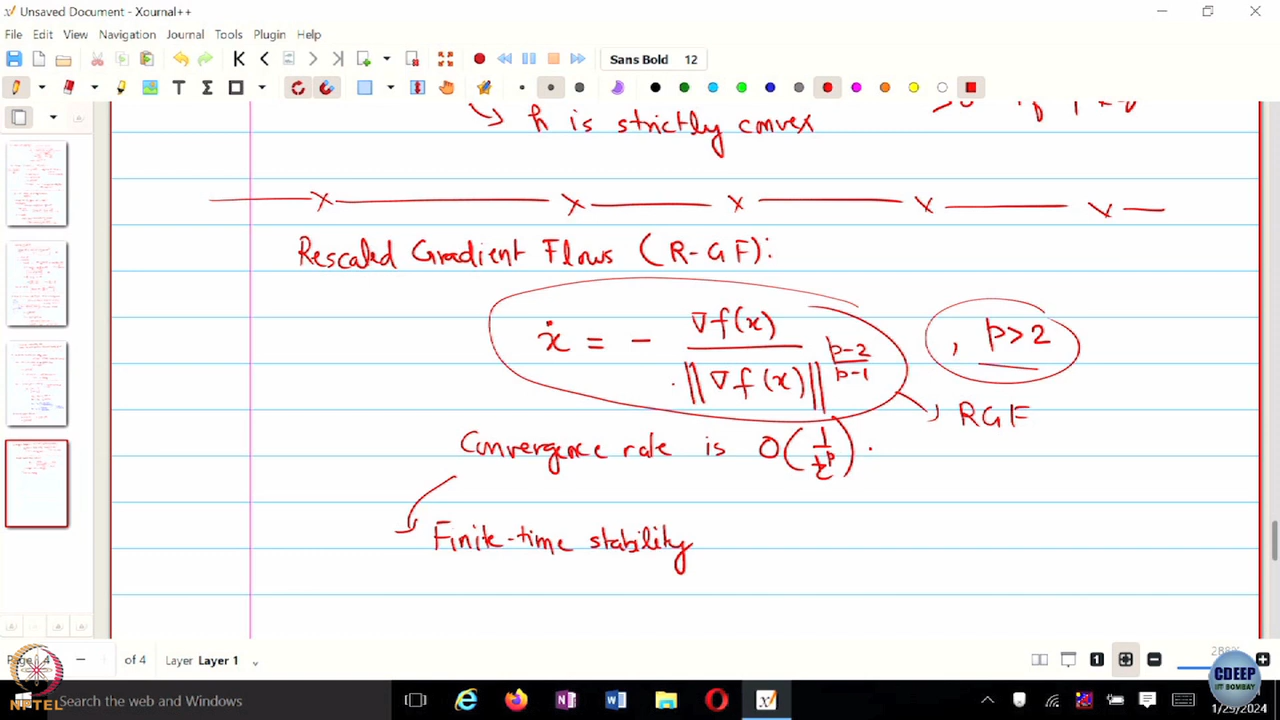 Unsaved Document - Xournal++
File Edit View Navigation Journal Tools Plugin Help
Sans Bold 12
h is strictly convex
Rescaled Gradient Flows (R-GF):
ẋ = - ∇f(x) / ||∇f(x)||^{p-2/p-1} , p>2
RGF
Convergence rate is O(1/t^p).
Finite-time stability
of 4 Layer Layer 1
288%
Search the web and Windows
NPTEL
CDEEP
IIT BOMBAY
1/29/2024